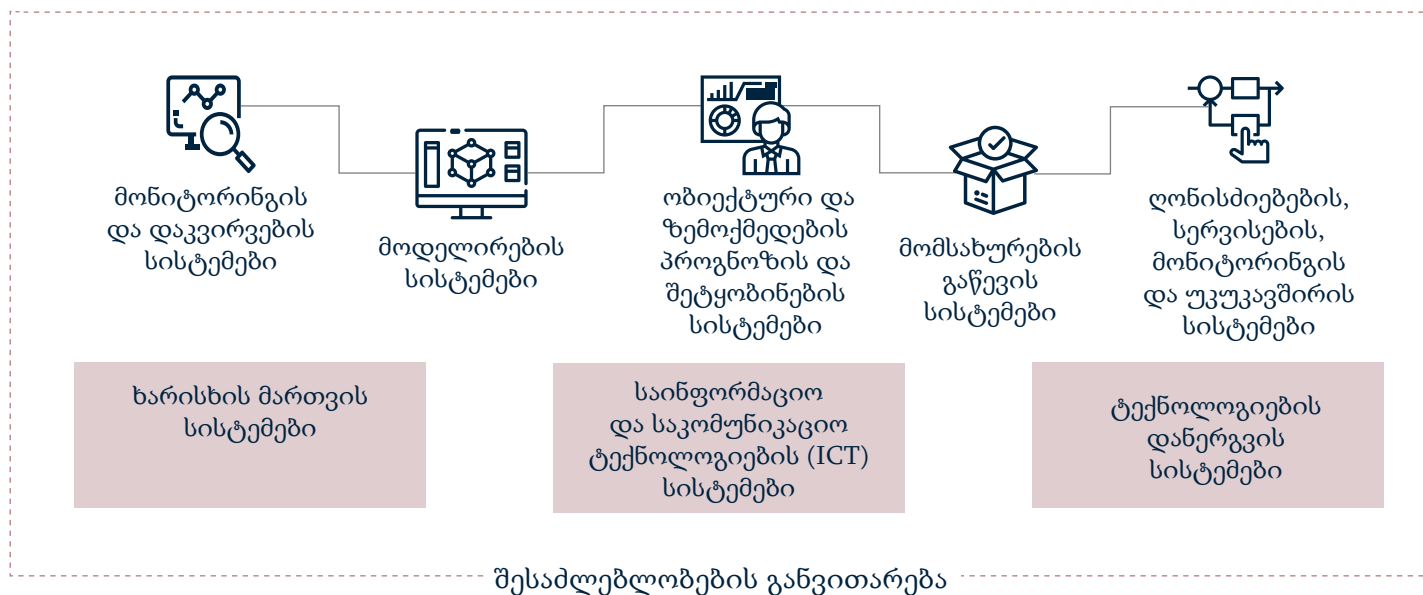 მონიტორინგის
და დაკვირვების
სისტემები
მოდელირების
სისტემები
ობიექტური და
ზემოქმედების
პროგნოზის და
შეტყობინების
სისტემები
მომსახურების
გაწევის
სისტემები
ღონისძიებების,
სერვისების,
მონიტორინგის
და უკუკავშირის
სისტემები
ხარისხის მართვის
სისტემები
საინფორმაციო
და საკომუნიკაციო
ტექნოლოგიების (ICT)
სისტემები
ტექნოლოგიების
დანერგვის
სისტემები
შესაძლებლობების განვითარება